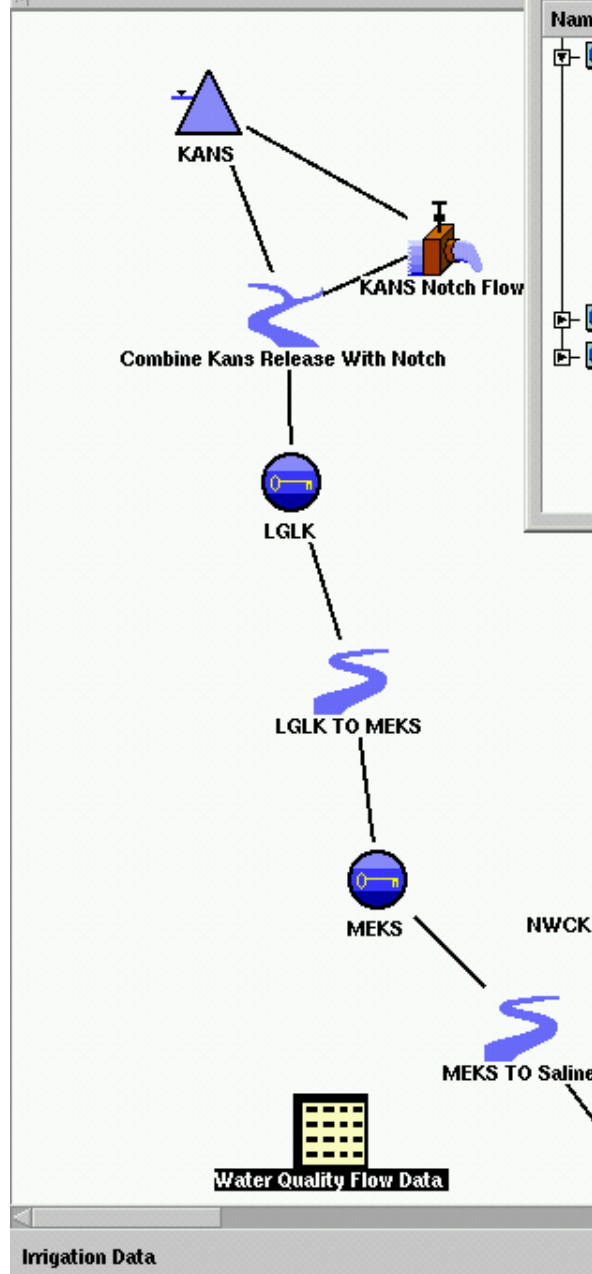 Nam
KANS
KANS Notch Flow
Combine Kans Release With Notch
LGLK
LGLK TO MEKS
MEKS
NWCK
MEKS TO Saline
Water Quality Flow Data
Irrigation Data